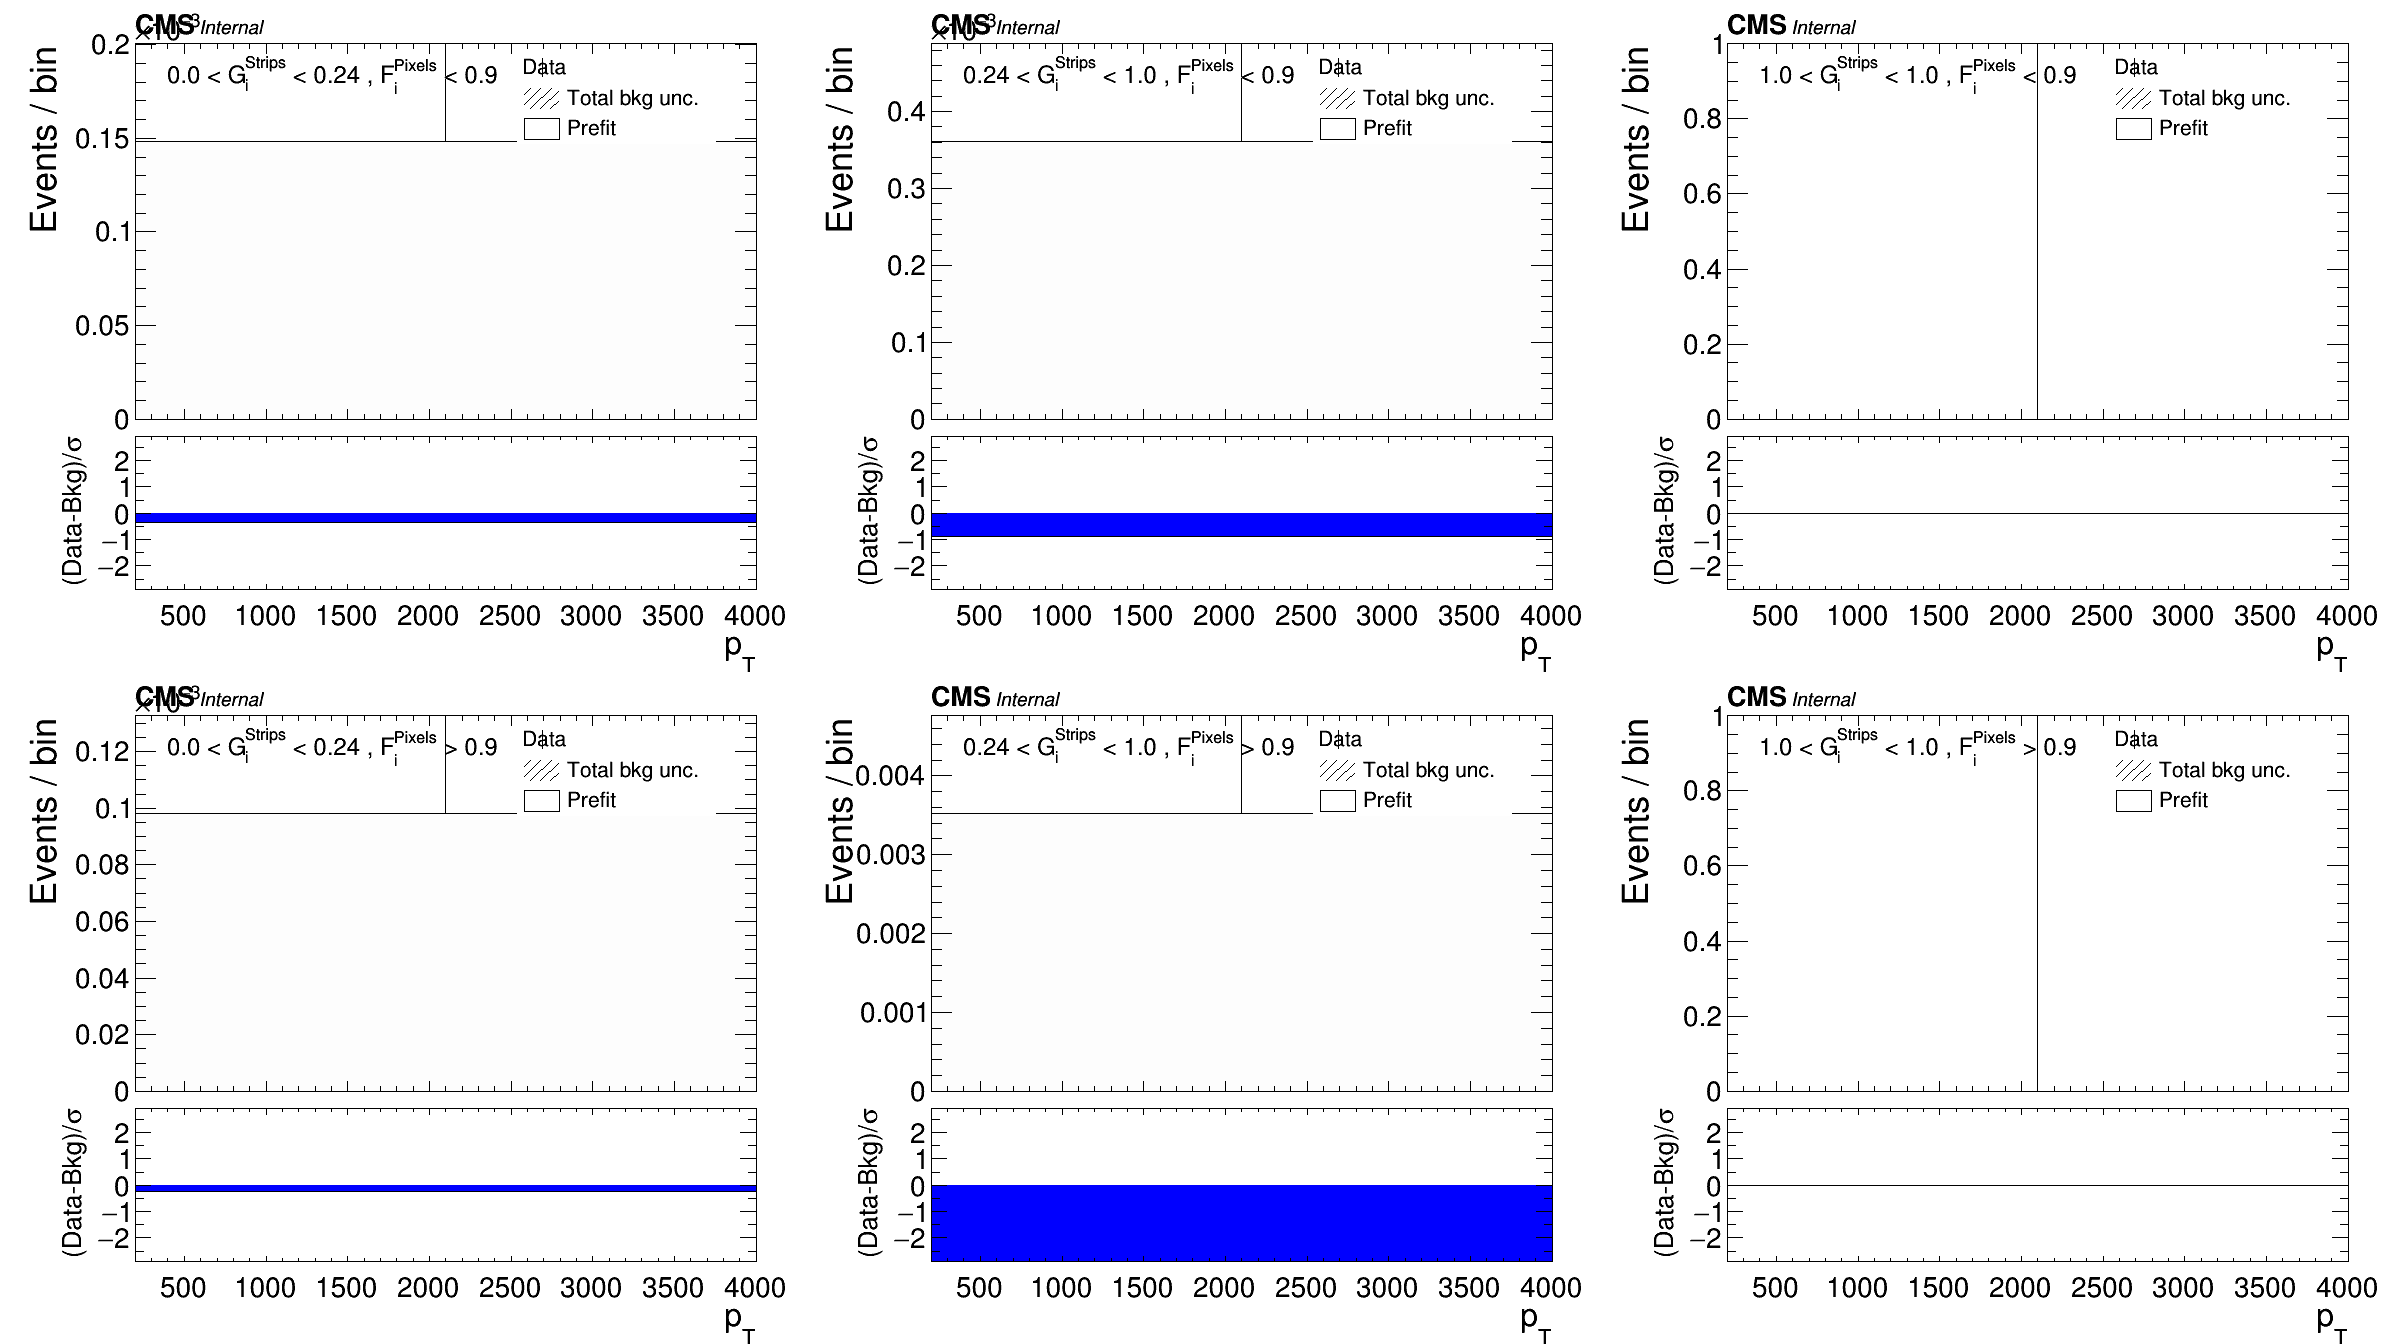 CMS Internal
×10⁻³
0.0 < G_i^Strips < 0.24 , F_i^Pixels < 0.9
Data
Total bkg unc.
Prefit
Events / bin
0.2
0.15
0.1
0.05
0
(Data-Bkg)/σ
2
1
0
−1
−2
500 1000 1500 2000 2500 3000 3500 4000
p_T
CMS Internal
×10⁻³
0.24 < G_i^Strips < 1.0 , F_i^Pixels < 0.9
Data
Total bkg unc.
Prefit
Events / bin
0.4
0.3
0.2
0.1
0
(Data-Bkg)/σ
2
1
0
−1
−2
500 1000 1500 2000 2500 3000 3500 4000
p_T
CMS Internal
1.0 < G_i^Strips < 1.0 , F_i^Pixels < 0.9
Data
Total bkg unc.
Prefit
Events / bin
1
0.8
0.6
0.4
0.2
0
(Data-Bkg)/σ
2
1
0
−1
−2
500 1000 1500 2000 2500 3000 3500 4000
p_T
CMS Internal
×10⁻³
0.0 < G_i^Strips < 0.24 , F_i^Pixels > 0.9
Data
Total bkg unc.
Prefit
Events / bin
0.12
0.1
0.08
0.06
0.04
0.02
0
(Data-Bkg)/σ
2
1
0
−1
−2
500 1000 1500 2000 2500 3000 3500 4000
p_T
CMS Internal
0.24 < G_i^Strips < 1.0 , F_i^Pixels > 0.9
Data
Total bkg unc.
Prefit
Events / bin
0.004
0.003
0.002
0.001
0
(Data-Bkg)/σ
2
1
0
−1
−2
500 1000 1500 2000 2500 3000 3500 4000
p_T
CMS Internal
1.0 < G_i^Strips < 1.0 , F_i^Pixels > 0.9
Data
Total bkg unc.
Prefit
Events / bin
1
0.8
0.6
0.4
0.2
0
(Data-Bkg)/σ
2
1
0
−1
−2
500 1000 1500 2000 2500 3000 3500 4000
p_T